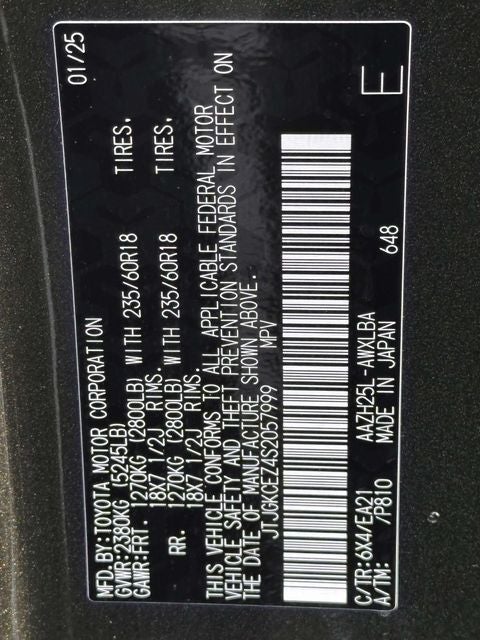 MFD.BY:TOYOTA MOTOR CORPORATION 01/25
GVWR:2380KG (5245LB)
GAWR:FRT. 1270KG (2800LB) WITH 235/60R18 TIRES.
18X7 1/2J RIMS.
RR. 1270KG (2800LB) WITH 235/60R18 TIRES.
18X7 1/2J RIMS.
THIS VEHICLE CONFORMS TO ALL APPLICABLE FEDERAL MOTOR
VEHICLE SAFETY AND THEFT PREVENTION STANDARDS IN EFFECT ON
THE DATE OF MANUFACTURE SHOWN ABOVE.
JTJGKCEZ4S2057999 MPV
C/TR:6X4/EA21 AAZH25L-AWXLBA
A/TM: /P810 MADE IN JAPAN 648 E